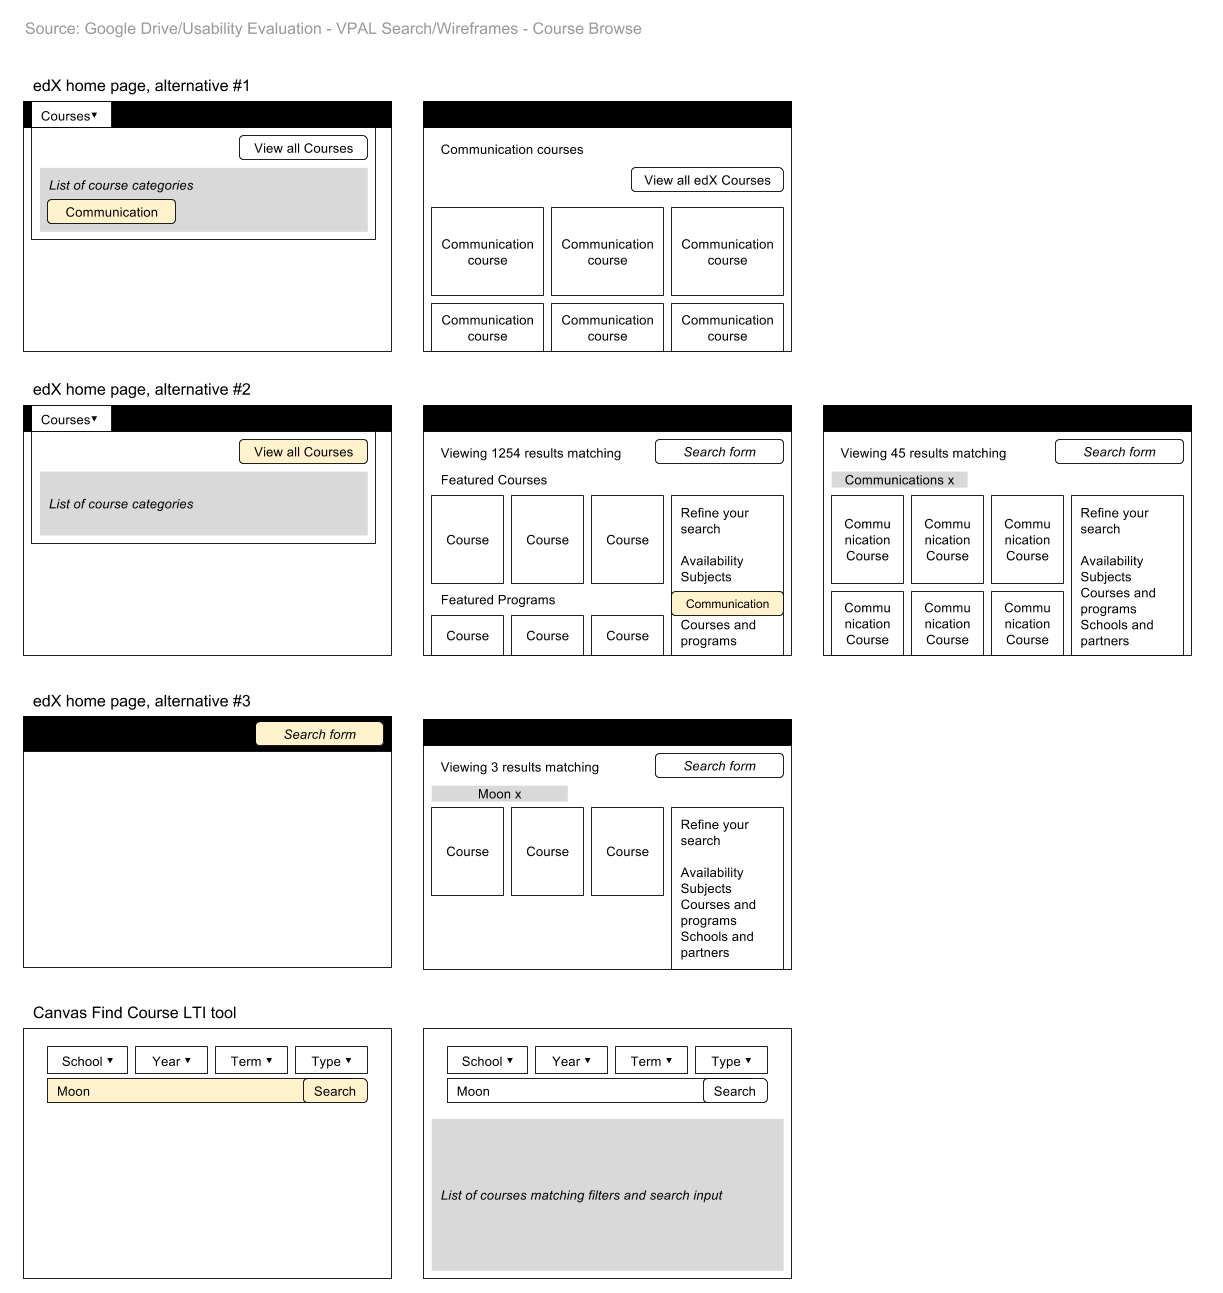 Source: Google Drive/Usability Evaluation - VPAL Search/Wireframes - Course Browse
edX home page, alternative #1
Courses▼
View all Courses
List of course categories
Communication
Communication courses
View all edX Courses
Communication
course
Communication
course
Communication
course
Communication
course
Communication
course
Communication
course
edX home page, alternative #2
Courses▼
View all Courses
List of course categories
Viewing 1254 results matching
Search form
Featured Courses
Course
Course
Course
Featured Programs
Course
Course
Course
Refine your
search
Availability
Subjects
Communication
Courses and
programs
Viewing 45 results matching
Search form
Communications x
Commu
nication
Course
Commu
nication
Course
Commu
nication
Course
Commu
nication
Course
Commu
nication
Course
Commu
nication
Course
Refine your
search
Availability
Subjects
Courses and
programs
Schools and
partners
edX home page, alternative #3
Search form
Viewing 3 results matching
Search form
Moon x
Course
Course
Course
Refine your
search
Availability
Subjects
Courses and
programs
Schools and
partners
Canvas Find Course LTI tool
School ▼
Year ▼
Term ▼
Type ▼
Moon
Search
School ▼
Year ▼
Term ▼
Type ▼
Moon
Search
List of courses matching filters and search input